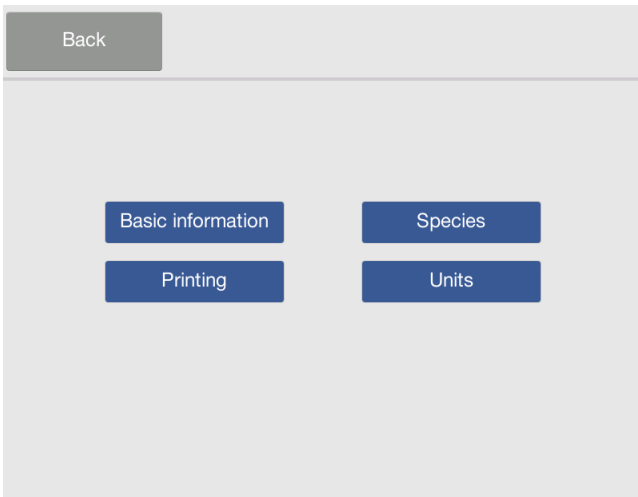 Back
Basic information
Species
Printing
Units